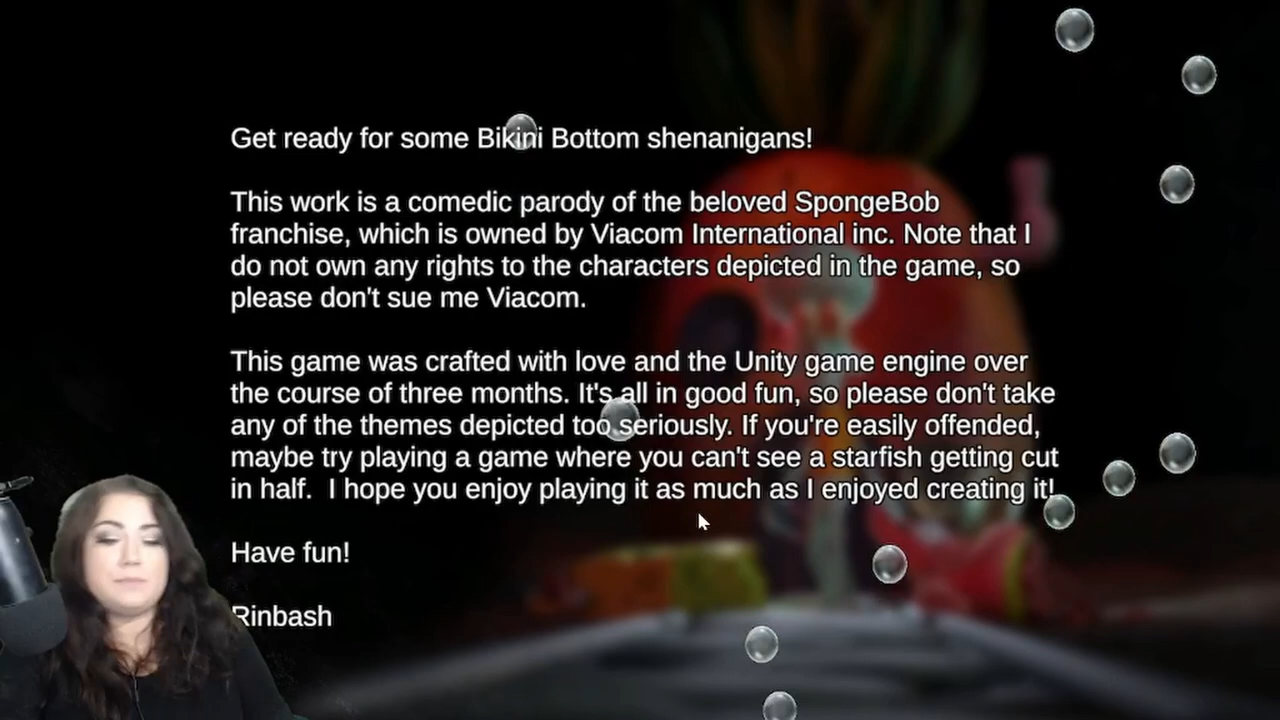 Get ready for some Bikini Bottom shenanigans!
This work is a comedic parody of the beloved SpongeBob
franchise, which is owned by Viacom International inc. Note that I
do not own any rights to the characters depicted in the game, so
please don't sue me Viacom.
This game was crafted with love and the Unity game engine over
the course of three months. It's all in good fun, so please don't take
any of the themes depicted too seriously. If you're easily offended,
maybe try playing a game where you can't see a starfish getting cut
in half.  I hope you enjoy playing it as much as I enjoyed creating it!
Have fun!
Rinbash